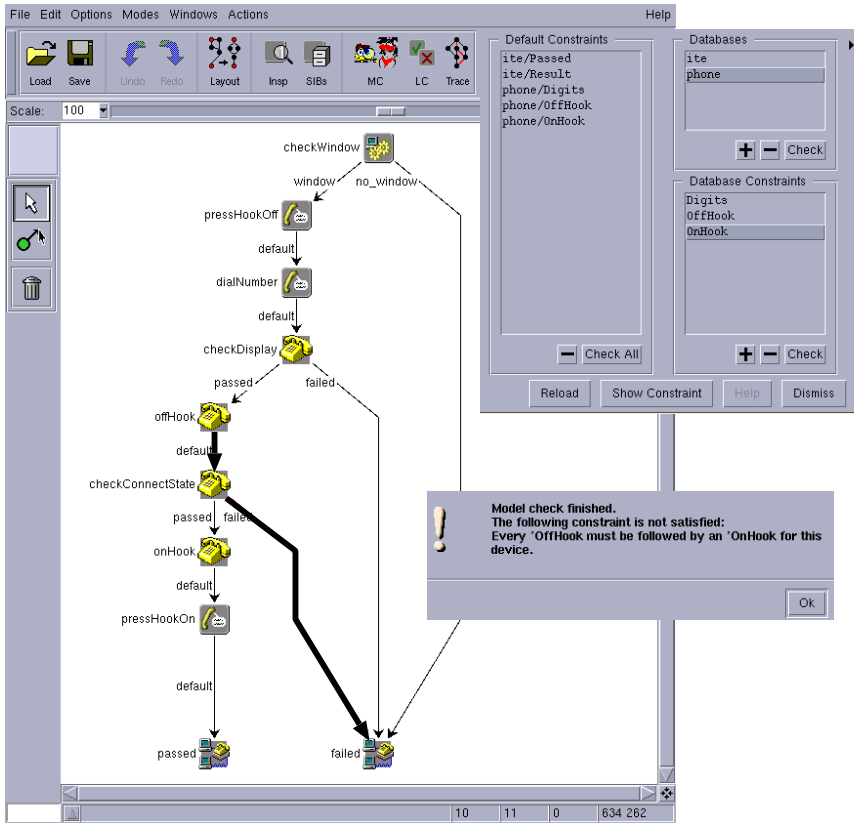 File Edit Options Modes Windows Actions Help
Load Save Undo Redo Layout Insp SIBs MC LC Trace
Scale: 100
checkWindow
window no_window
pressHookOff
default
dialNumber
default
checkDisplay
passed failed
offHook
default
checkConnectState
passed failed
onHook
default
pressHookOn
default
passed failed
10 11 0 634 262
Default Constraints
ite/Passed
ite/Result
phone/Digits
phone/OffHook
phone/OnHook
Check All
Databases
ite
phone
Check
Database Constraints
Digits
OffHook
OnHook
Check
Reload Show Constraint Help Dismiss
Model check finished.
The following constraint is not satisfied:
Every 'OffHook must be followed by an 'OnHook for this
device.
Ok